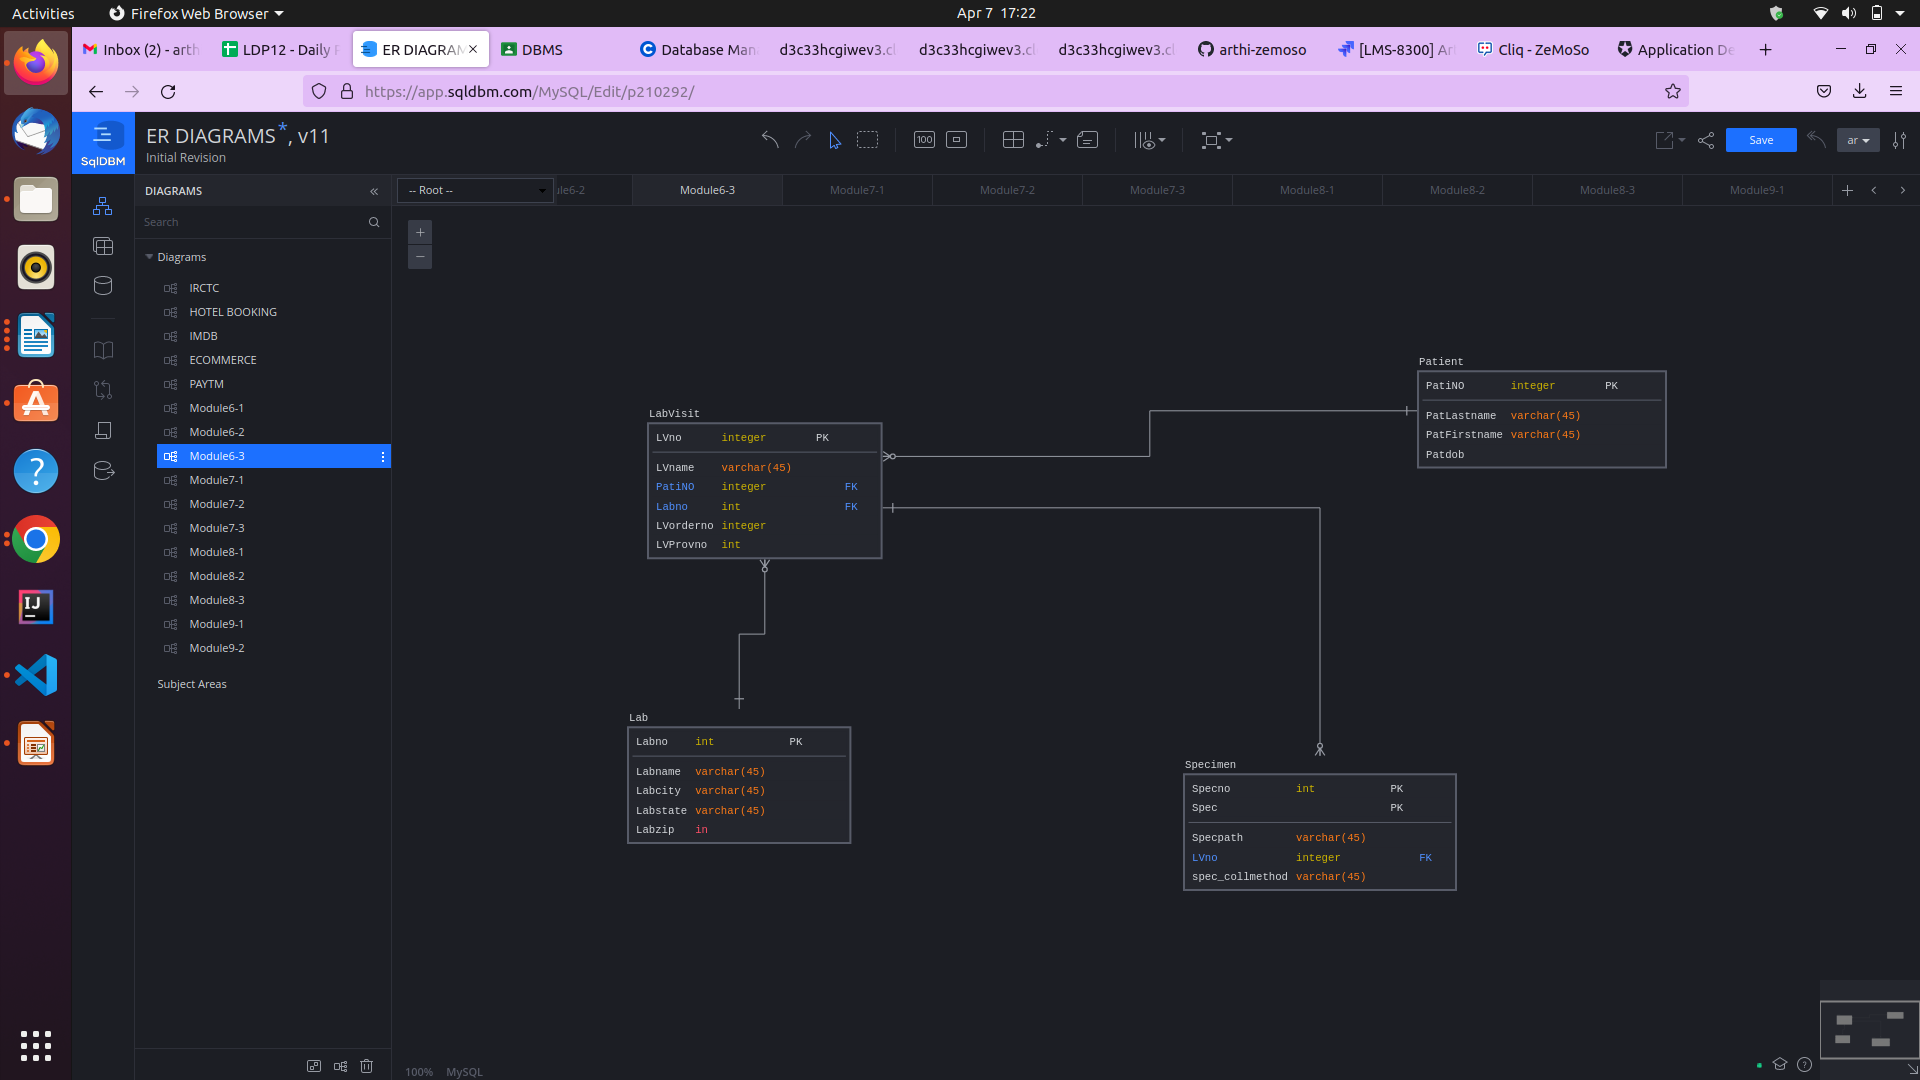 Activities Firefox Web Browser Apr 7 17:22
Inbox (2) - arth LDP12 - Daily ER DIAGRAM DBMS Database Man d3c33hcgiwev3.cl d3c33hcgiwev3.cl d3c33hcgiwev3.cl arthi-zemoso [LMS-8300] Ar Cliq - ZeMoSo Application De
https://app.sqldbm.com/MySQL/Edit/p210292/
SqlDBM
ER DIAGRAMS*, v11
Initial Revision
100
Save
ar
DIAGRAMS
-- Root --
le6-2 Module6-3 Module7-1 Module7-2 Module7-3 Module8-1 Module8-2 Module8-3 Module9-1
Search
Diagrams
IRCTC
HOTEL BOOKING
IMDB
ECOMMERCE
PAYTM
Module6-1
Module6-2
Module6-3
Module7-1
Module7-2
Module7-3
Module8-1
Module8-2
Module8-3
Module9-1
Module9-2
Subject Areas
Patient
PatiNO integer PK
PatLastname varchar(45)
PatFirstname varchar(45)
Patdob
LabVisit
LVno integer PK
LVname varchar(45)
PatiNO integer FK
Labno int FK
LVorderno integer
LVProvno int
Lab
Labno int PK
Labname varchar(45)
Labcity varchar(45)
Labstate varchar(45)
Labzip in
Specimen
Specno int PK
Spec PK
Specpath varchar(45)
LVno integer FK
spec_collmethod varchar(45)
100% MySQL